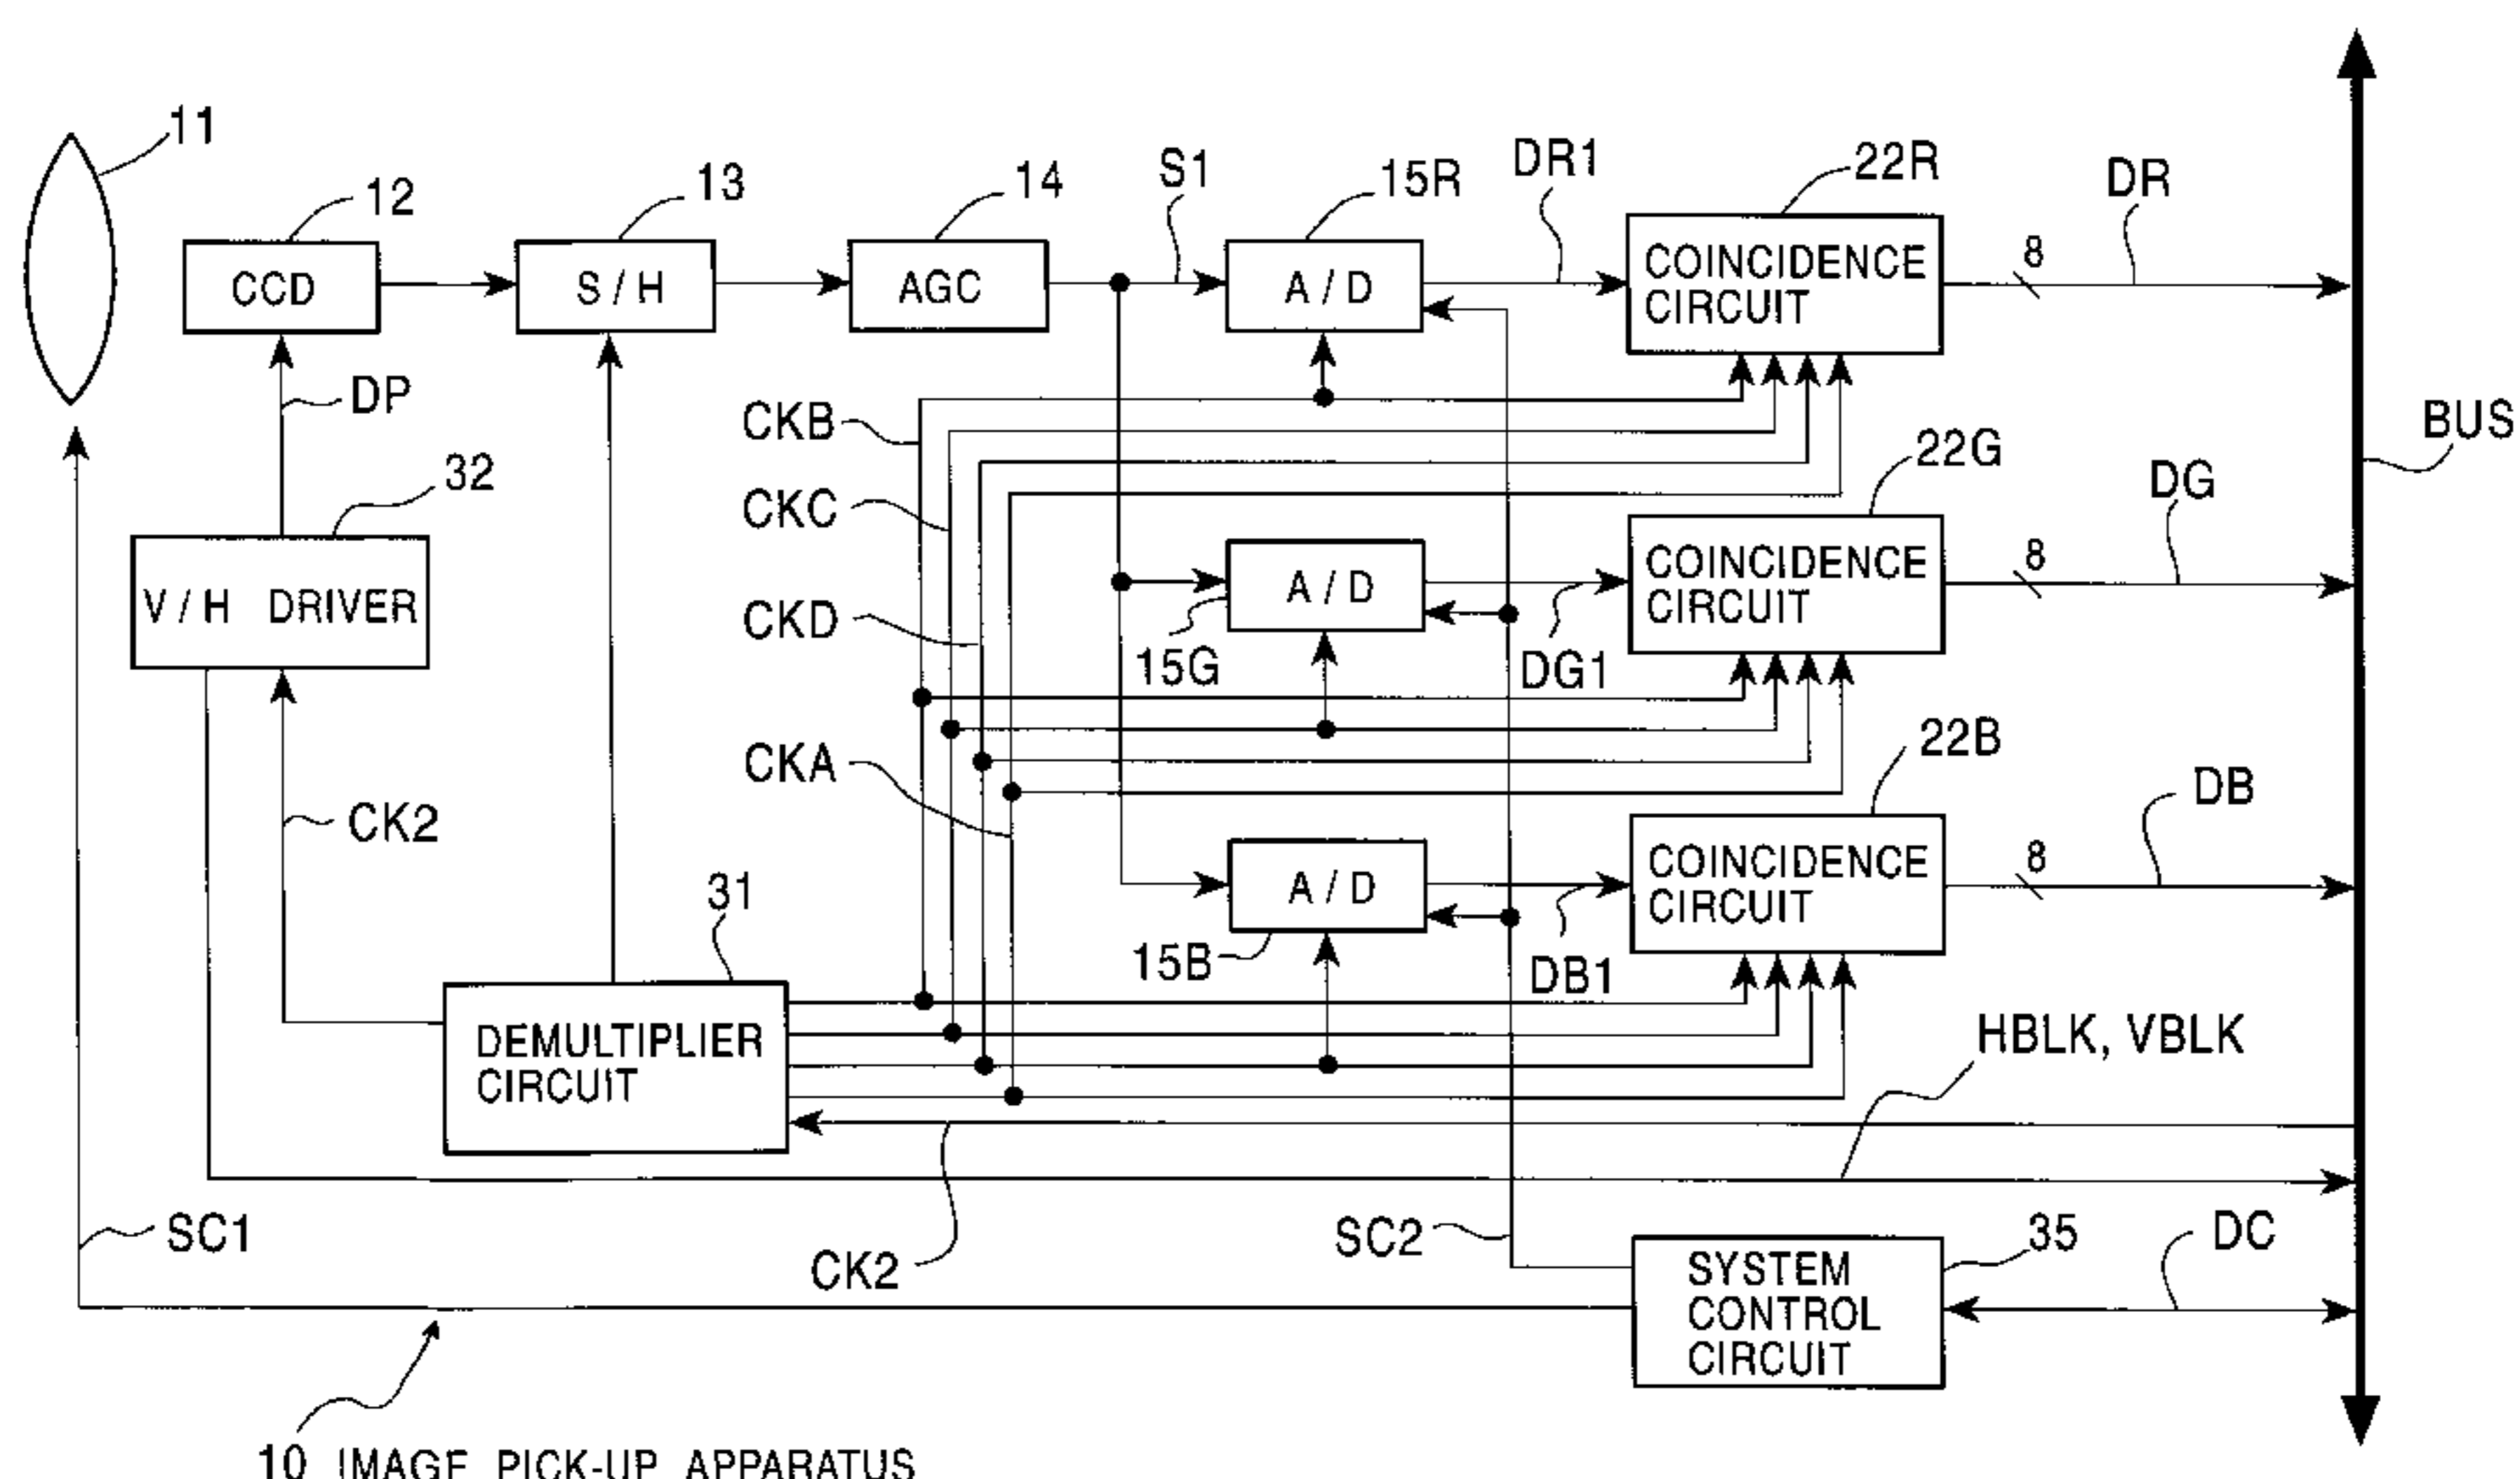 11
12
13
14
S1
15R
DR1
22R
DR
CCD
S / H
AGC
A / D
COINCIDENCE
CIRCUIT
8
DP
CKB
BUS
32
22G
DG
CKC
V / H DRIVER
CKD
A / D
COINCIDENCE
CIRCUIT
8
15G
DG1
CKA
22B
DB
CK2
31
A / D
COINCIDENCE
CIRCUIT
8
15B
DB1
DEMULTIPLIER
CIRCUIT
HBLK, VBLK
SC1
CK2
SC2
35
DC
SYSTEM
CONTROL
CIRCUIT
10 IMAGE PICK-UP APPARATUS